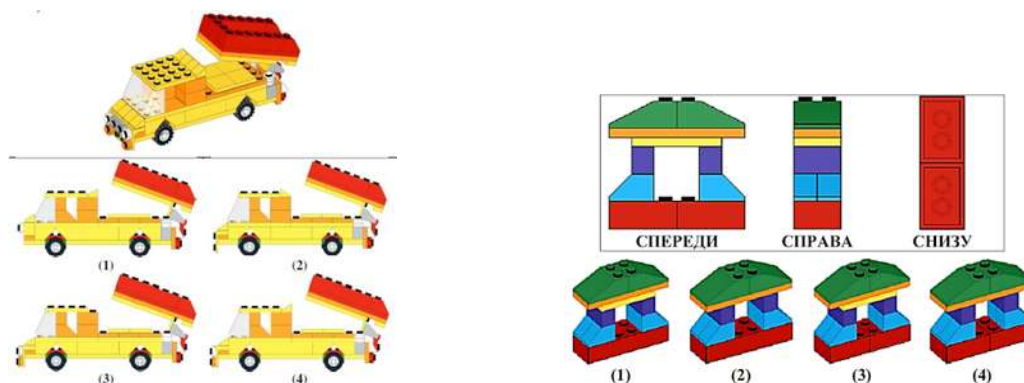 (1)
(2)
(3)
(4)
СПЕРЕДИ
СПРАВА
СНИЗУ
(1)
(2)
(3)
(4)